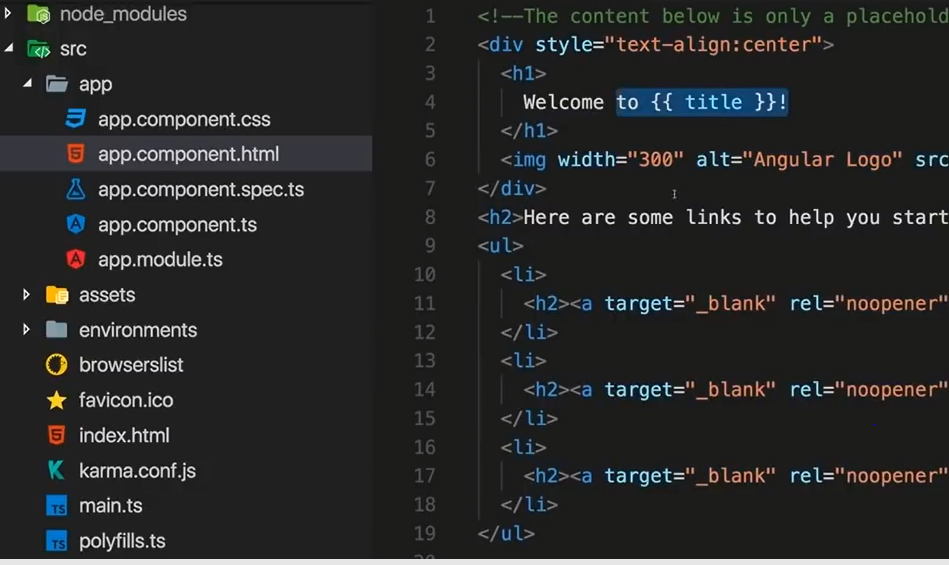 node_modules
src
app
app.component.css
app.component.html
app.component.spec.ts
app.component.ts
app.module.ts
assets
environments
browserslist
favicon.ico
index.html
karma.conf.js
main.ts
polyfills.ts
1 <!--The content below is only a placehold
2 <div style="text-align:center">
3 <h1>
4 Welcome to {{ title }}!
5 </h1>
6 <img width="300" alt="Angular Logo" src
7 </div>
8 <h2>Here are some links to help you start
9 <ul>
10 <li>
11 <h2><a target="_blank" rel="noopener"
12 </li>
13 <li>
14 <h2><a target="_blank" rel="noopener"
15 </li>
16 <li>
17 <h2><a target="_blank" rel="noopener"
18 </li>
19 </ul>